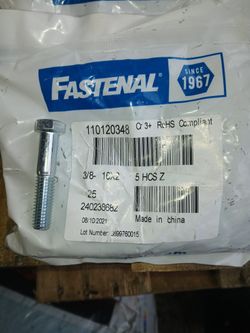 FASTENAL
SINCE
1967
110120348 Cr 3+ RoHS Compliant
3/8- 16X2 5 HCS Z
25
240238682
08/10/2021 Made in china
Lot Number: